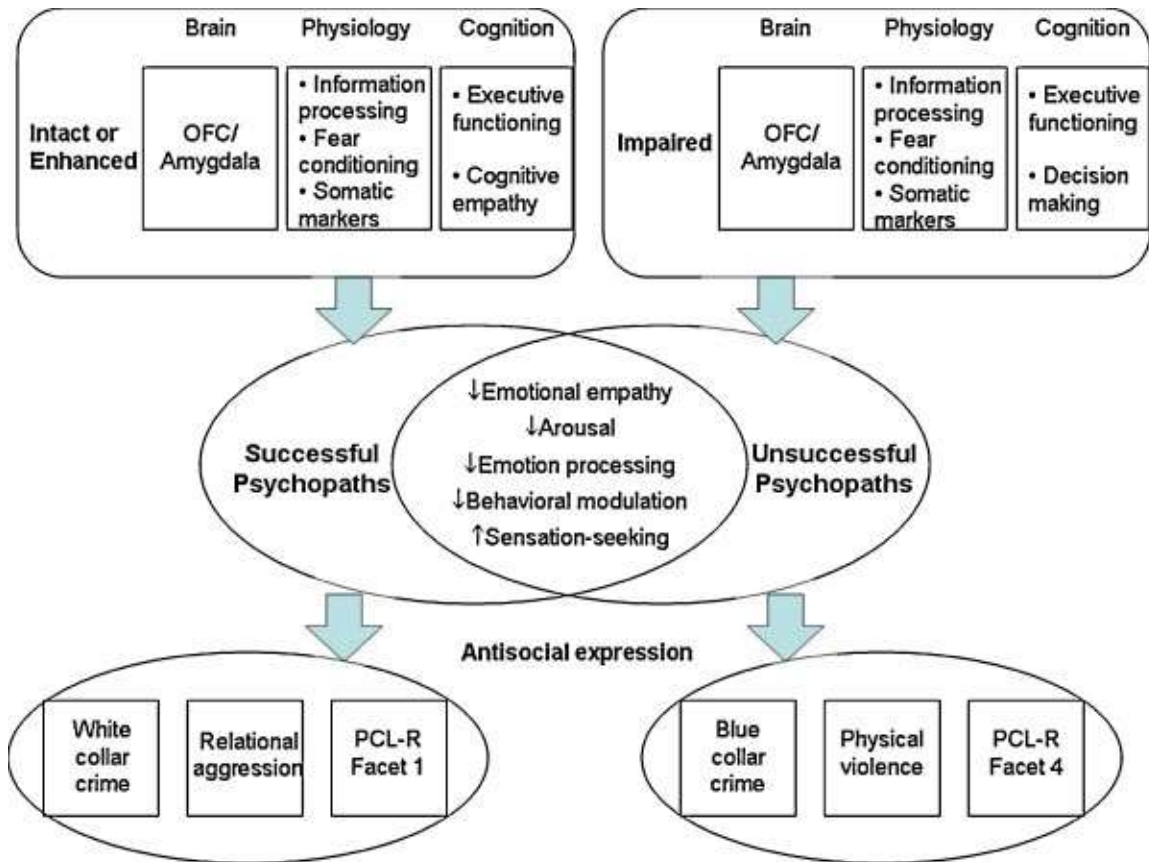 Brain Physiology Cognition
Intact or
Enhanced
OFC/
Amygdala
• Information
processing
• Fear
conditioning
• Somatic
markers
• Executive
functioning
• Cognitive
empathy
Brain Physiology Cognition
Impaired
OFC/
Amygdala
• Information
processing
• Fear
conditioning
• Somatic
markers
• Executive
functioning
• Decision
making
Successful
Psychopaths
↓Emotional empathy
↓Arousal
↓Emotion processing
↓Behavioral modulation
↑Sensation-seeking
Unsuccessful
Psychopaths
Antisocial expression
White
collar
crime
Relational
aggression
PCL-R
Facet 1
Blue
collar
crime
Physical
violence
PCL-R
Facet 4